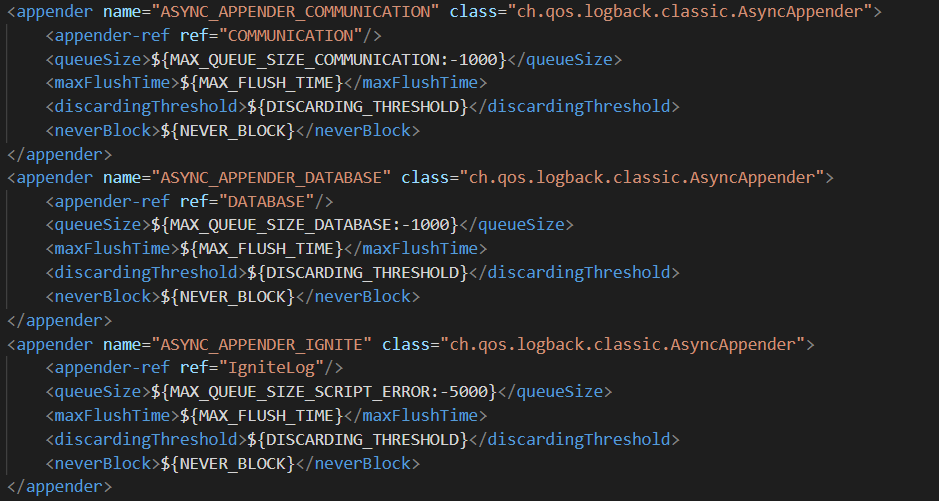 <appender name="ASYNC_APPENDER_COMMUNICATION" class="ch.qos.logback.classic.AsyncAppender">
<appender-ref ref="COMMUNICATION"/>
<queueSize>${MAX_QUEUE_SIZE_COMMUNICATION:-1000}</queueSize>
<maxFlushTime>${MAX_FLUSH_TIME}</maxFlushTime>
<discardingThreshold>${DISCARDING_THRESHOLD}</discardingThreshold>
<neverBlock>${NEVER_BLOCK}</neverBlock>
</appender>
<appender name="ASYNC_APPENDER_DATABASE" class="ch.qos.logback.classic.AsyncAppender">
<appender-ref ref="DATABASE"/>
<queueSize>${MAX_QUEUE_SIZE_DATABASE:-1000}</queueSize>
<maxFlushTime>${MAX_FLUSH_TIME}</maxFlushTime>
<discardingThreshold>${DISCARDING_THRESHOLD}</discardingThreshold>
<neverBlock>${NEVER_BLOCK}</neverBlock>
</appender>
<appender name="ASYNC_APPENDER_IGNITE" class="ch.qos.logback.classic.AsyncAppender">
<appender-ref ref="IgniteLog"/>
<queueSize>${MAX_QUEUE_SIZE_SCRIPT_ERROR:-5000}</queueSize>
<maxFlushTime>${MAX_FLUSH_TIME}</maxFlushTime>
<discardingThreshold>${DISCARDING_THRESHOLD}</discardingThreshold>
<neverBlock>${NEVER_BLOCK}</neverBlock>
</appender>